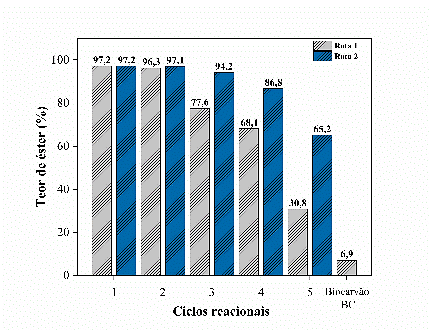 Rota 1
Rota 2
97,2 97,2 96,3 97,1 94,2 86,8
77,6 68,1 65,2
30,8 6,9
100
80
60
40
20
0
Teor de éster (%)
1 2 3 4 5 Biocarvão
BC
Ciclos reacionais